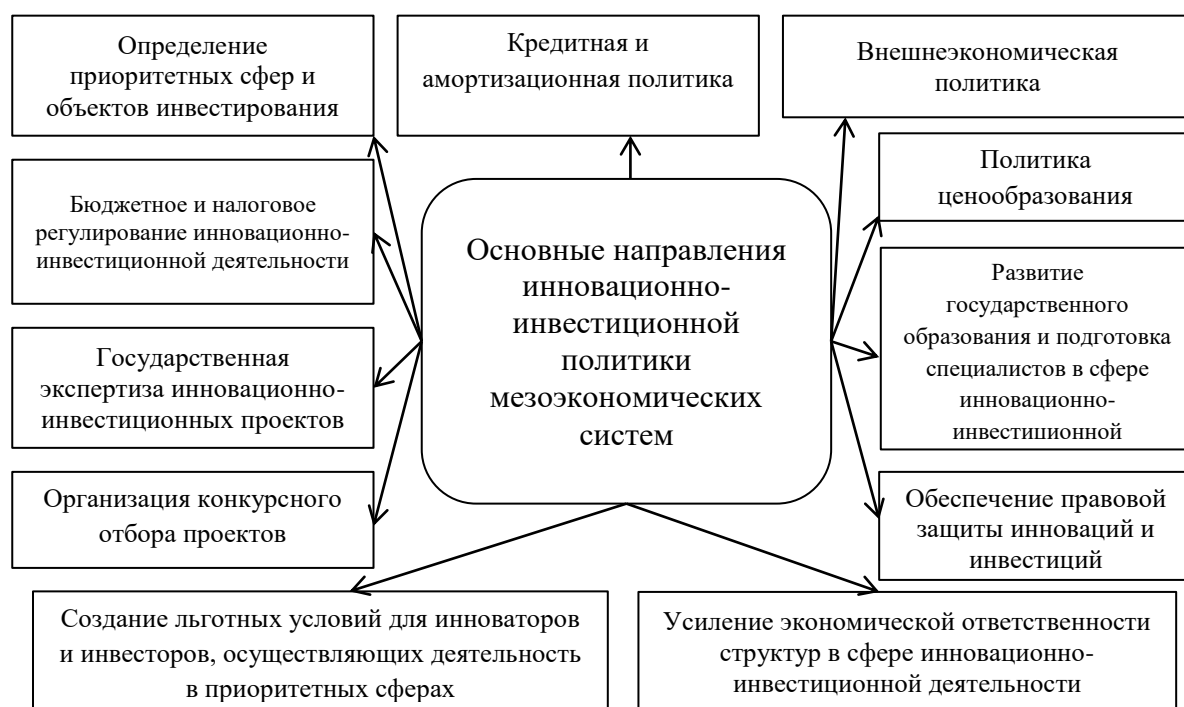 Определение
приоритетных сфер и
объектов инвестирования
Кредитная и
амортизационная политика
Внешнеэкономическая
политика
Политика
ценообразования
Бюджетное и налоговое
регулирование инновационно-
инвестиционной деятельности
Основные направления
инновационно-
инвестиционной
политики
мезоэкономических
систем
Развитие
государственного
образования и подготовка
специалистов в сфере
инновационно-
инвестиционной
Государственная
экспертиза инновационно-
инвестиционных проектов
Организация конкурсного
отбора проектов
Обеспечение правовой
защиты инноваций и
инвестиций
Создание льготных условий для инноваторов
и инвесторов, осуществляющих деятельность
в приоритетных сферах
Усиление экономической ответственности
структур в сфере инновационно-
инвестиционной деятельности